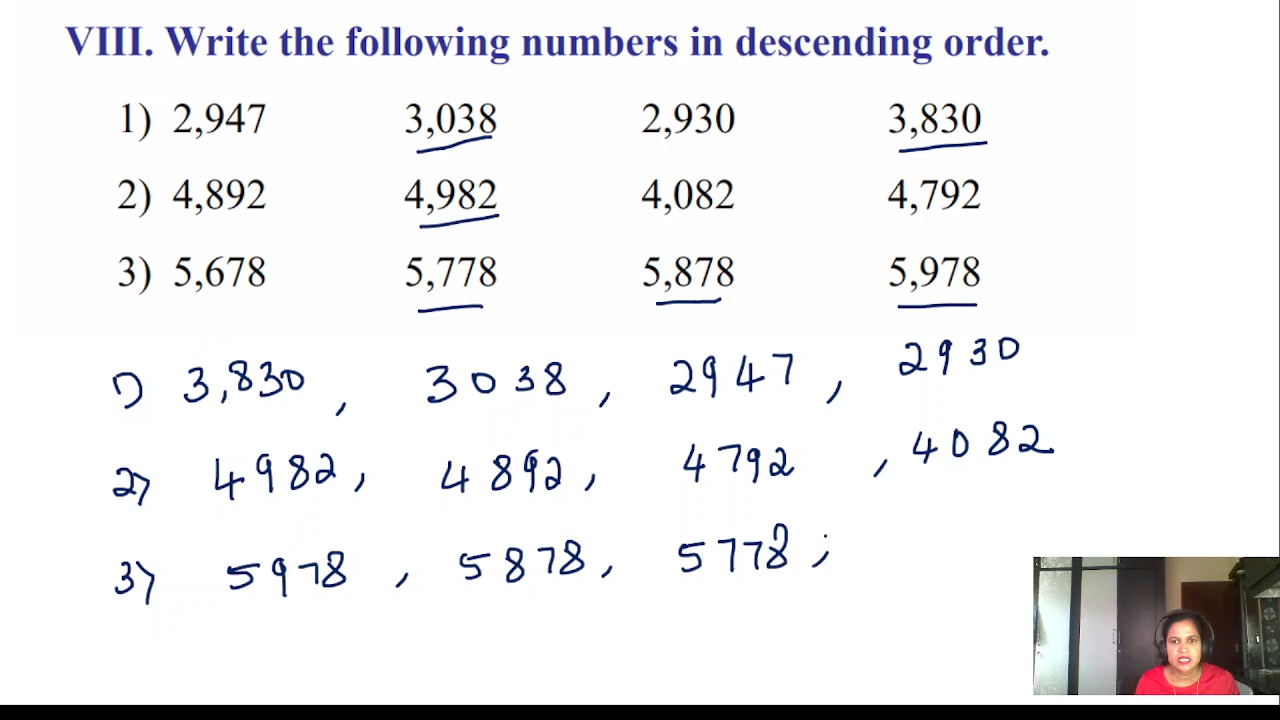 VIII. Write the following numbers in descending order.
1) 2,947 3,038 2,930 3,830
2) 4,892 4,982 4,082 4,792
3) 5,678 5,778 5,878 5,978
1) 3,830, 3038, 2947, 2930
2) 4982, 4892, 4792, 4082
3) 5978, 5878, 5778;